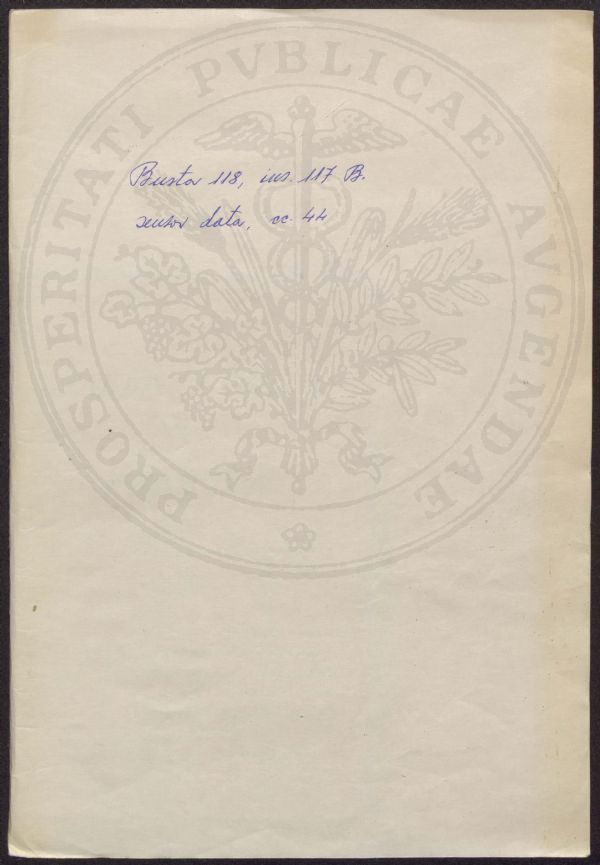 Busta 118, ins. 117 B.
senza data, cc. 44
PROSPERITATI PVBLICAE AVGENDAE